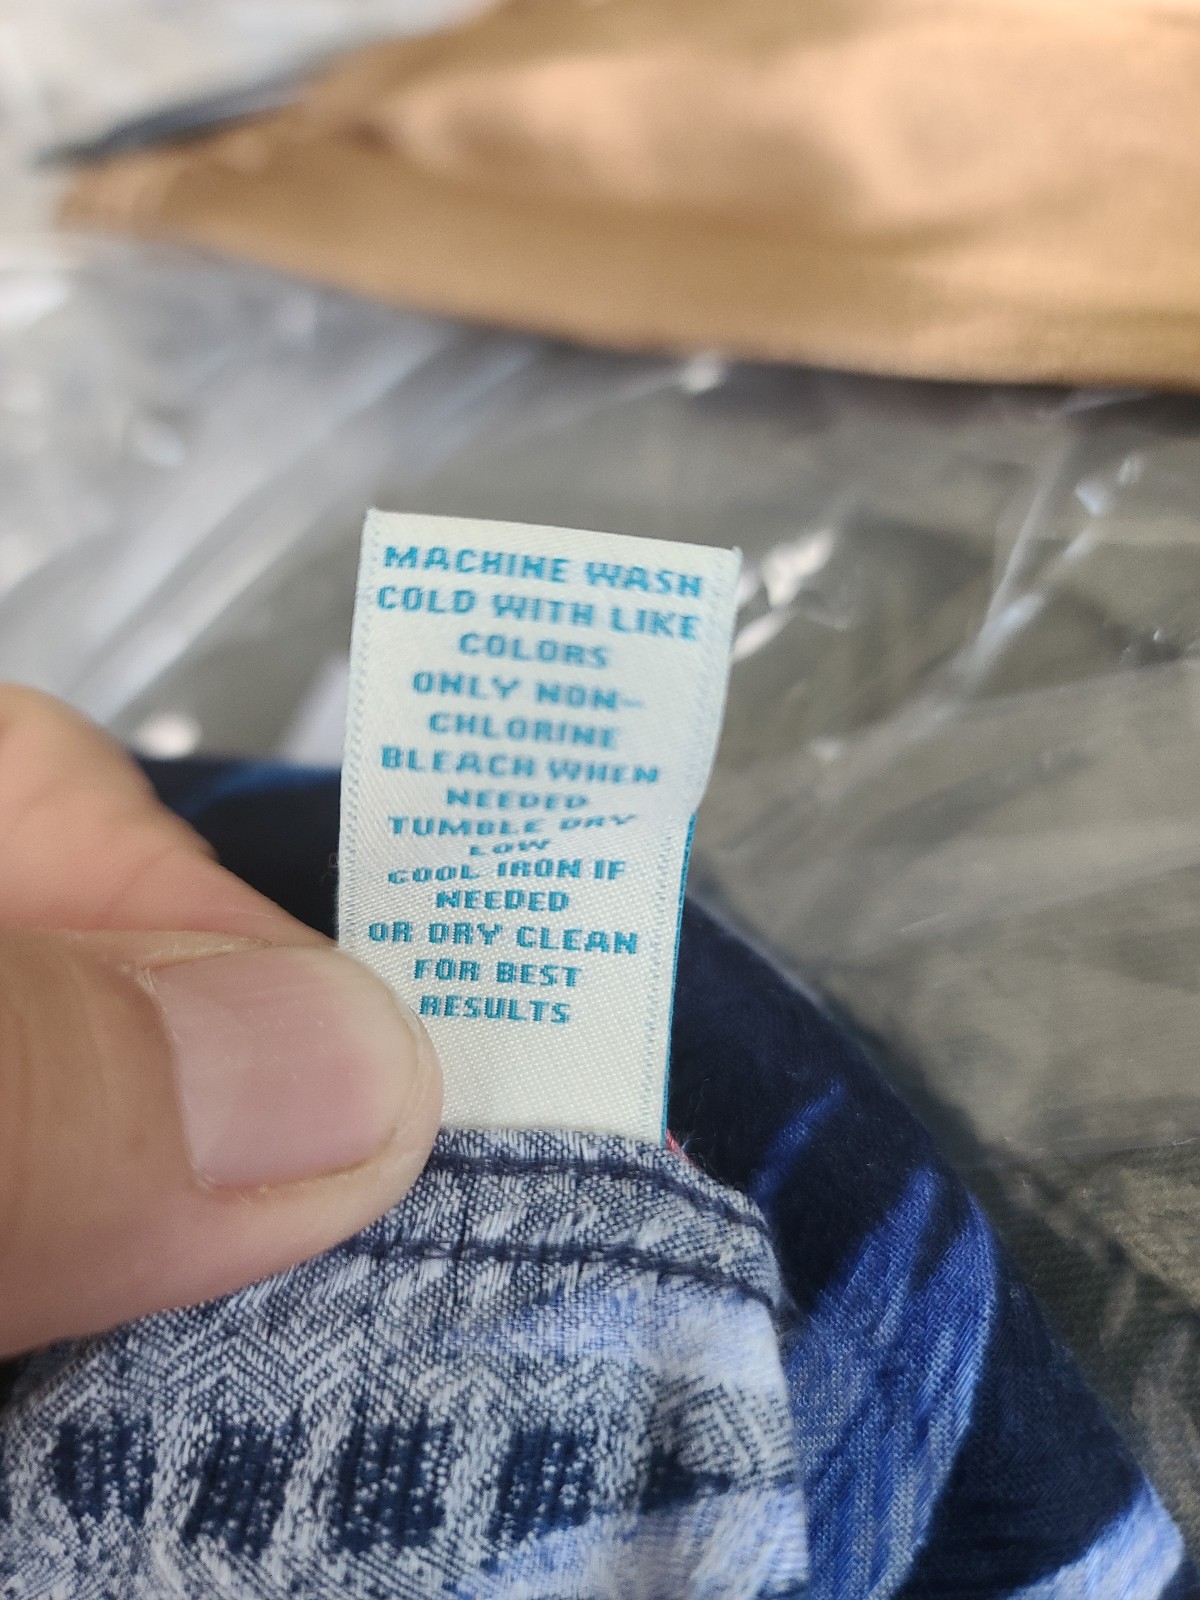 MACHINE WASH
COLD WITH LIKE
COLORS
ONLY NON-
CHLORINE
BLEACH WHEN
NEEDED
TUMBLE DRY
LOW
COOL IRON IF
NEEDED
OR DRY CLEAN
FOR BEST
RESULTS